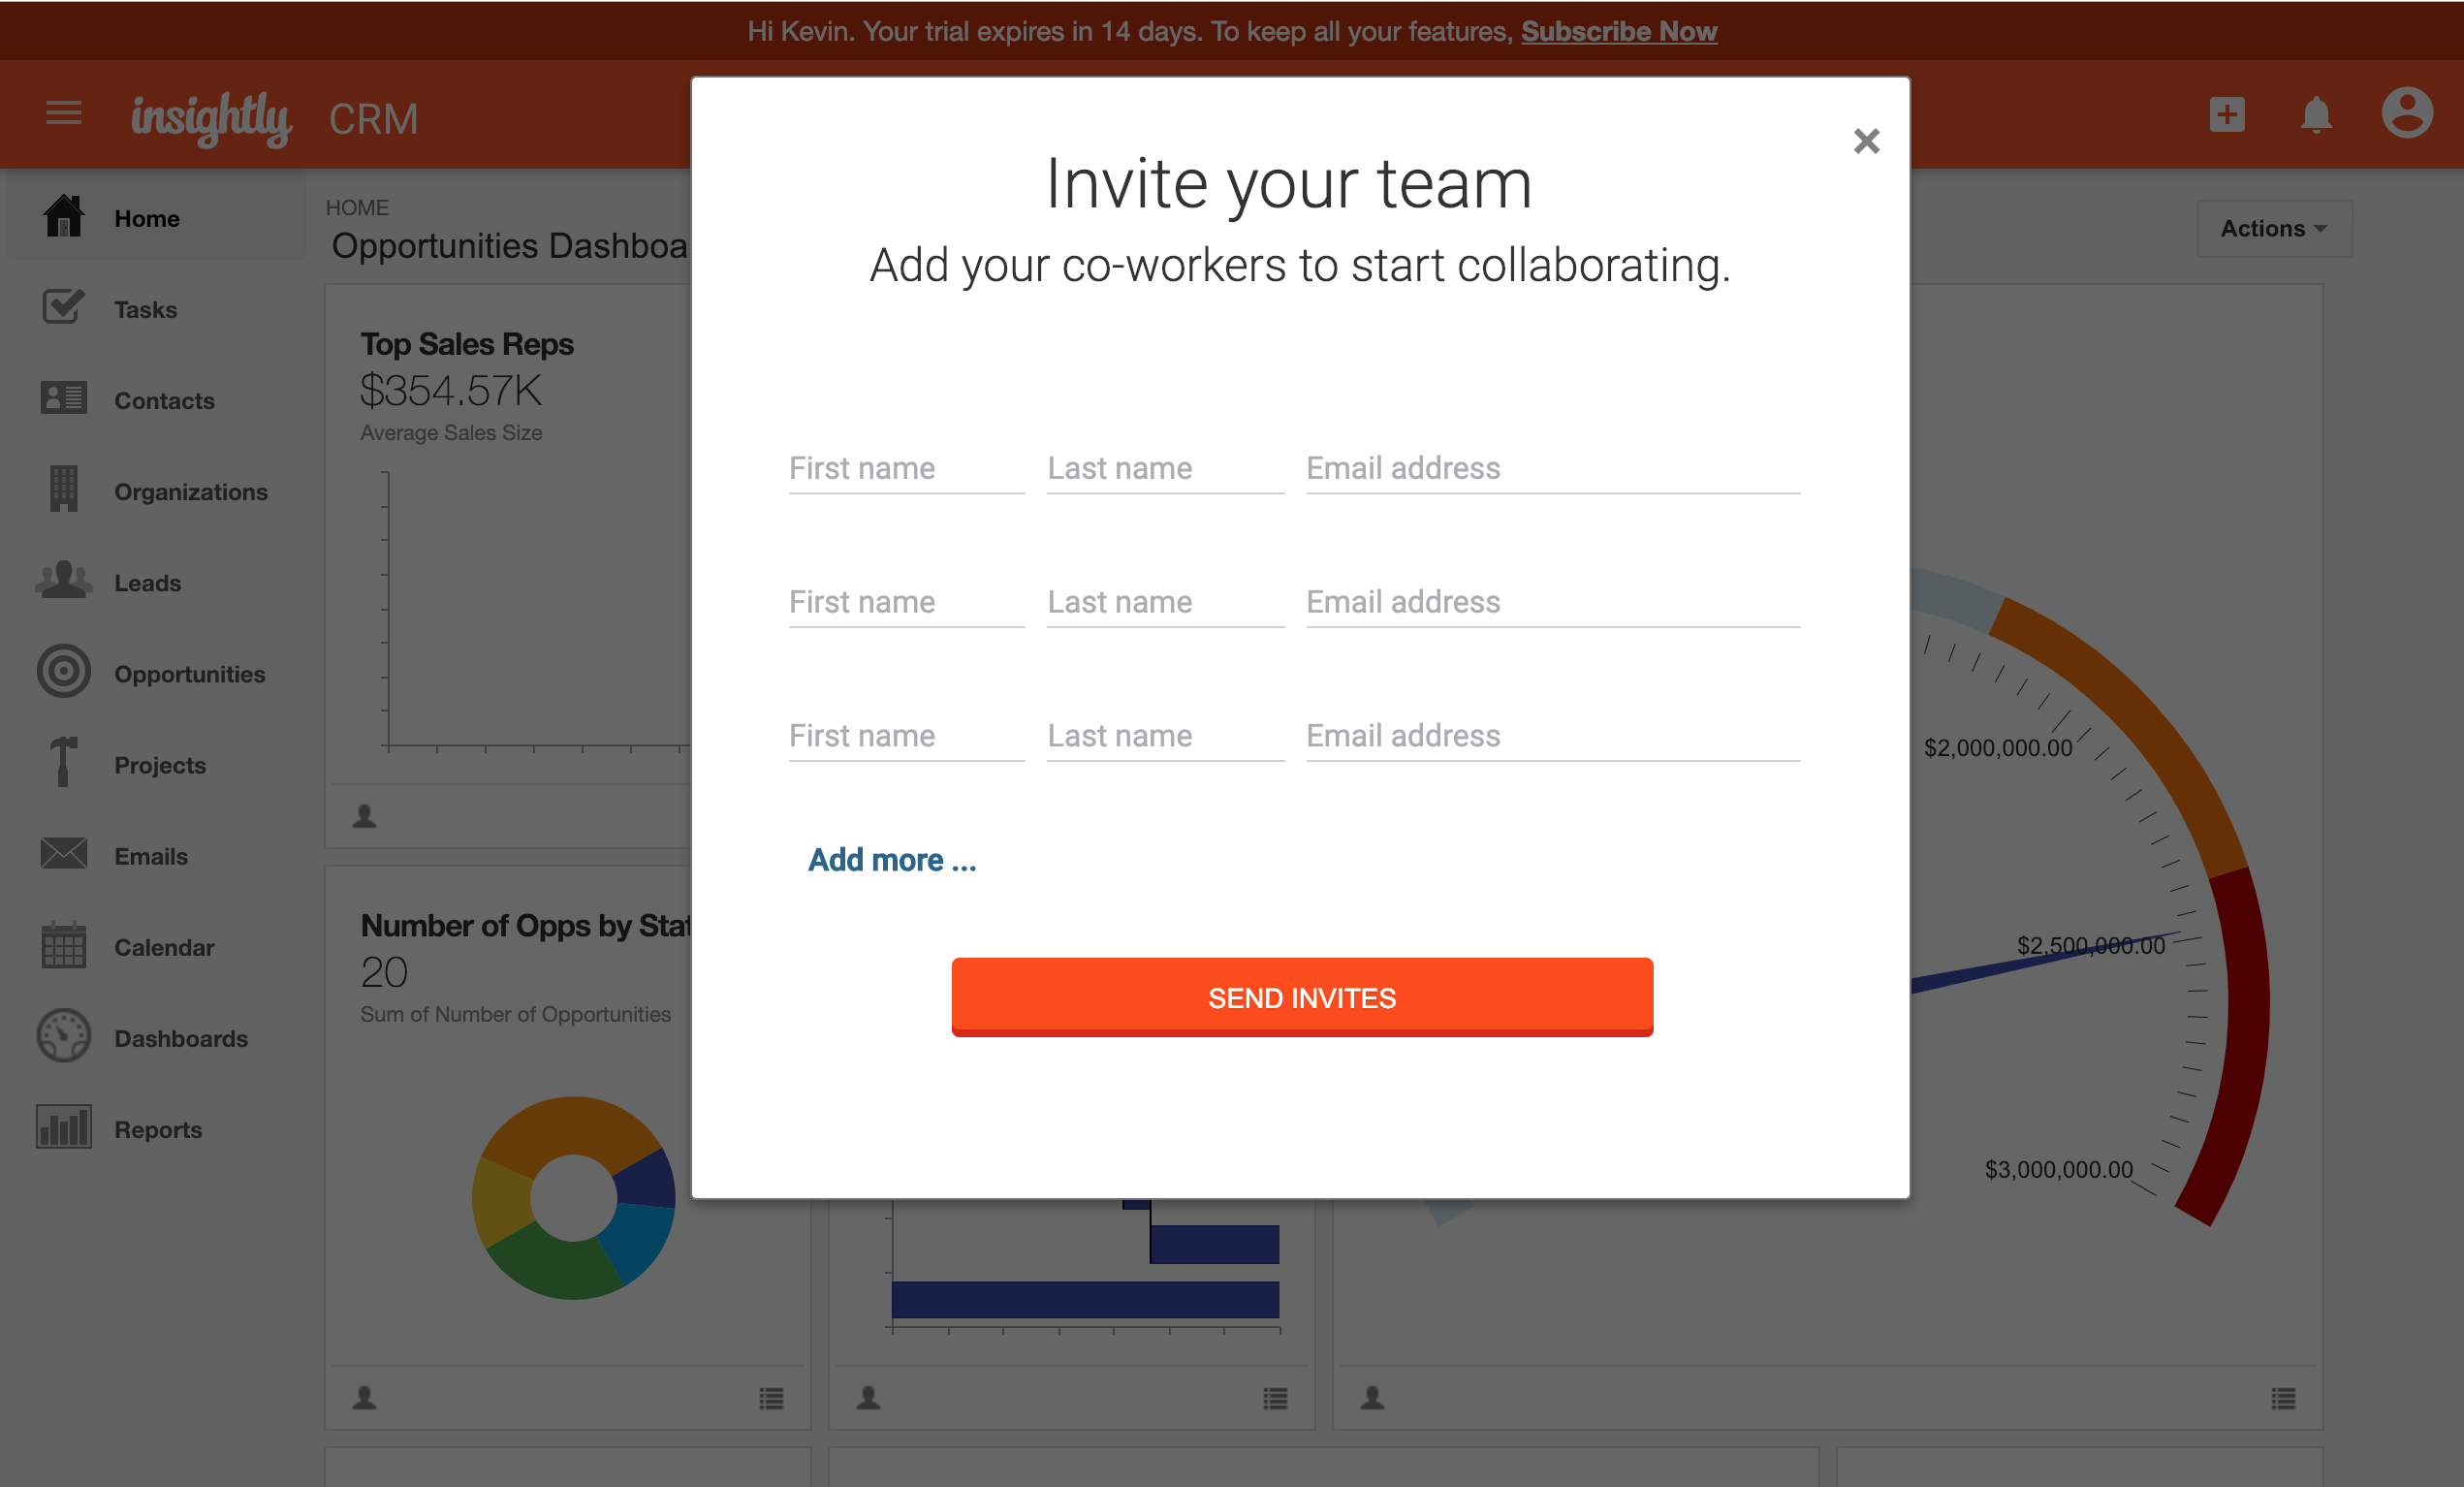 Hi Kevin. Your trial expires in 14 days. To keep all your features, Subscribe Now
insightly CRM
Invite your team
Add your co-workers to start collaborating.
First name Last name Email address
First name Last name Email address
First name Last name Email address
Add more ...
SEND INVITES
Home
Tasks
Contacts
Organizations
Leads
Opportunities
Projects
Emails
Calendar
Dashboards
Reports
HOME
Opportunities Dashboa
Actions
Top Sales Reps
$354.57K
Average Sales Size
Number of Opps by Stat
20
Sum of Number of Opportunities
$2,000,000.00
$2,500,000.00
$3,000,000.00